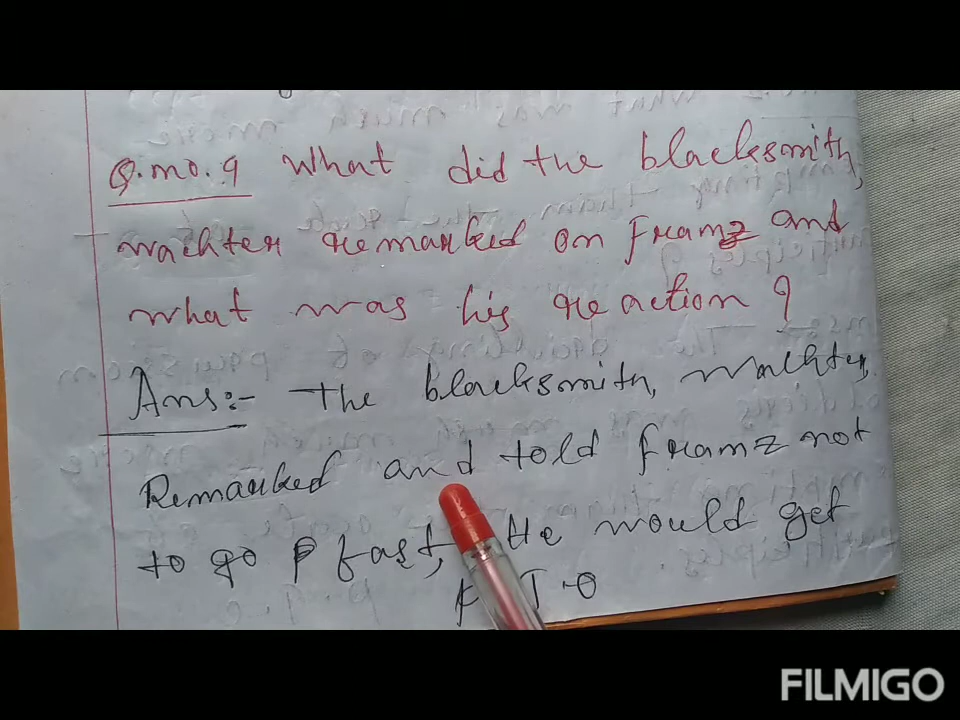 Q.no.9 What did the blacksmith,
wachter remarked on Franz and
what was his reaction ?
Ans:- The blacksmith, wachter,
Remarked and told Franz not
to go fast, He would get
P.T.O
FILMIGO